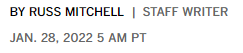 BY RUSS MITCHELL | STAFF WRITER
JAN. 28, 2022 5 AM PT